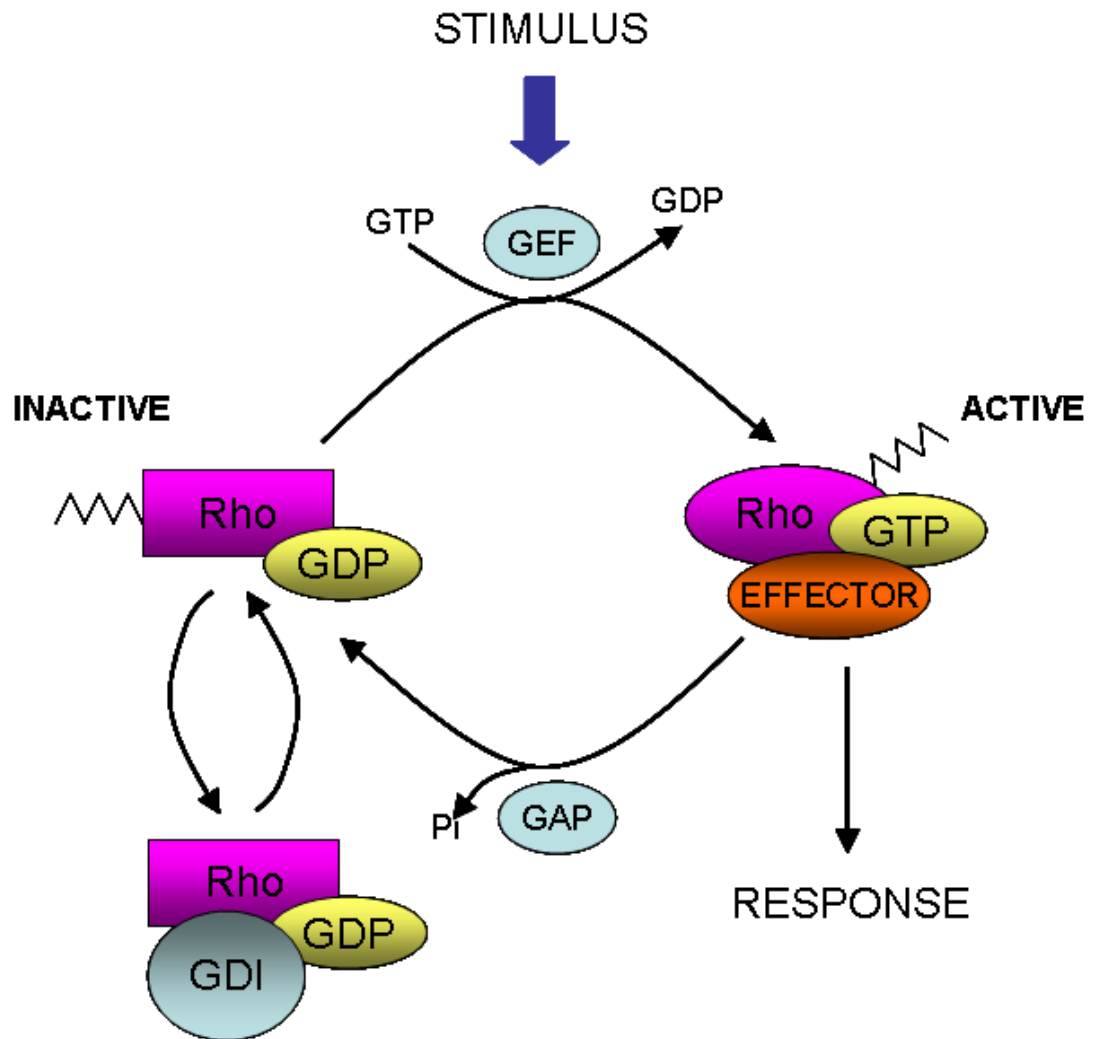 STIMULUS
GTP
GEF
GDP
INACTIVE
ACTIVE
Rho
GDP
Rho
GTP
EFFECTOR
Pi
GAP
Rho
GDP
GDI
RESPONSE